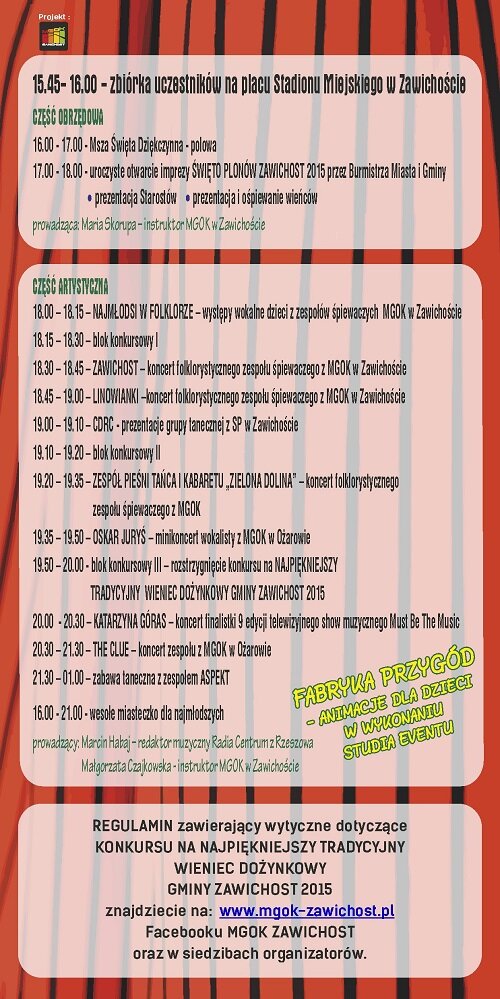 Projekt :
MGOK
ZAWICHOST
15.45- 16.00 – zbiórka uczestników na placu Stadionu Miejskiego w Zawichoście
CZĘŚĆ OBRZĘDOWA
16.00 - 17.00 - Msza Święta Dziękczynna - polowa
17.00 - 18.00 - uroczyste otwarcie imprezy ŚWIĘTO PLONÓW ZAWICHOST 2015 przez Burmistrza Miasta i Gminy
• prezentacja Starostów • prezentacja i ośpiewanie wieńców
prowadząca: Maria Skorupa – instruktor MGOK w Zawichoście
CZĘŚĆ ARTYSTYCZNA
18.00 – 18.15 – NAJMŁODSI W FOLKLORZE – występy wokalne dzieci z zespołów śpiewaczych MGOK w Zawichoście
18.15 – 18.30 – blok konkursowy I
18.30 – 18.45 – ZAWICHOST – koncert folklorystycznego zespołu śpiewaczego z MGOK w Zawichoście
18.45 – 19.00 – LINOWIANKI –koncert folklorystycznego zespołu śpiewaczego z MGOK w Zawichoście
19.00 – 19.10 – CDRC - prezentacje grupy tanecznej z SP w Zawichoście
19.10 – 19.20 – blok konkursowy II
19.20 – 19.35 – ZESPÓŁ PIEŚNI TAŃCA I KABARETU „ZIELONA DOLINA” – koncert folklorystycznego
zespołu śpiewaczego z MGOK
19.35 – 19.50 – OSKAR JURYŚ – minikoncert wokalisty z MGOK w Ożarowie
19.50 – 20.00 - blok konkursowy III – rozstrzygnięcie konkursu na NAJPIĘKNIEJSZY
TRADYCYJNY WIENIEC DOŻYNKOWY GMINY ZAWICHOST 2015
20.00 - 20.30 – KATARZYNA GÓRAS – koncert finalistki 9 edycji telewizyjnego show muzycznego Must Be The Music
20.30 – 21.30 – THE CLUE – koncert zespołu z MGOK w Ożarowie
21.30 – 01.00 – zabawa taneczna z zespołem ASPEKT
16.00 - 21.00 - wesołe miasteczko dla najmłodszych
FABRYKA PRZYGÓD
– ANIMACJE DLA DZIECI
W WYKONANIU
STUDIA EVENTU
prowadzący: Marcin Habaj – redaktor muzyczny Radia Centrum z Rzeszowa
Małgorzata Czajkowska - instruktor MGOK w Zawichoście
REGULAMIN zawierający wytyczne dotyczące
KONKURSU NA NAJPIĘKNIEJSZY TRADYCYJNY
WIENIEC DOŻYNKOWY
GMINY ZAWICHOST 2015
znajdziecie na: www.mgok-zawichost.pl
Facebooku MGOK ZAWICHOST
oraz w siedzibach organizatorów.